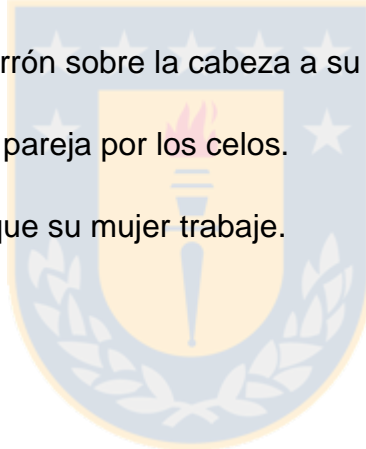 rrón sobre la cabeza a su
pareja por los celos.
que su mujer trabaje.